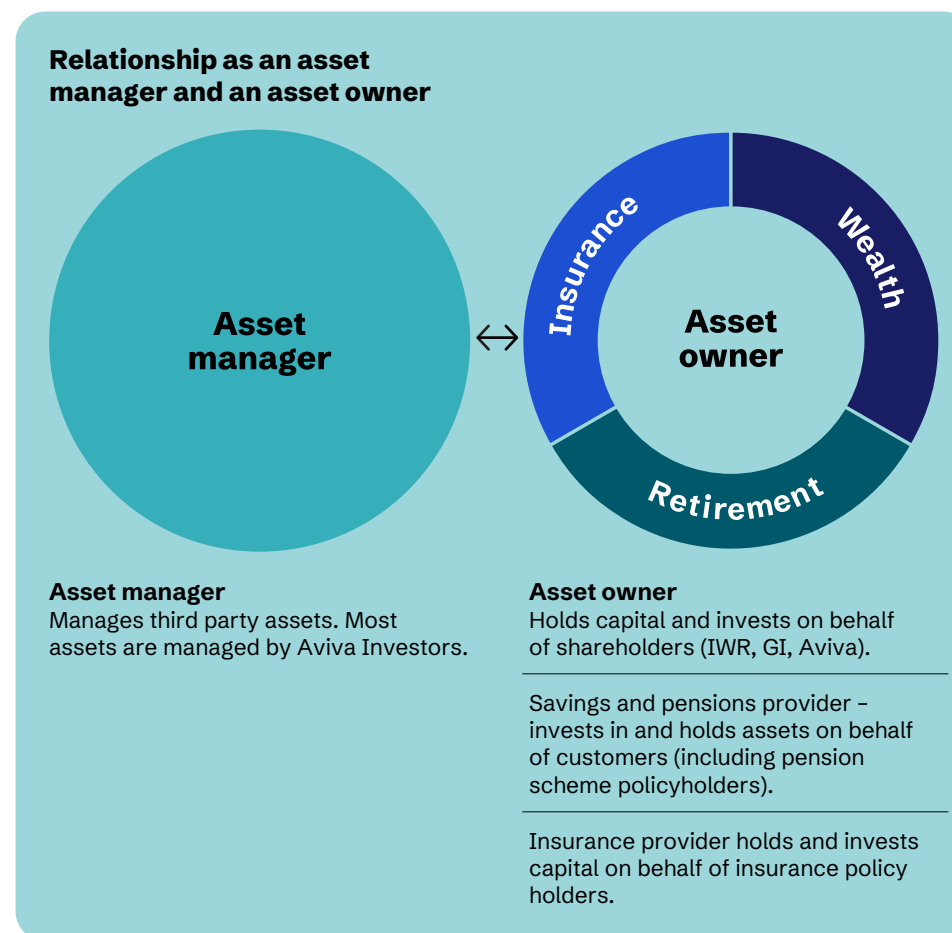 Relationship as an asset
manager and an asset owner
Asset
manager
Insurance
Wealth
Asset
owner
Retirement
Asset manager
Manages third party assets. Most
assets are managed by Aviva Investors.
Asset owner
Holds capital and invests on behalf
of shareholders (IWR, GI, Aviva).
Savings and pensions provider –
invests in and holds assets on behalf
of customers (including pension
scheme policyholders).
Insurance provider holds and invests
capital on behalf of insurance policy
holders.